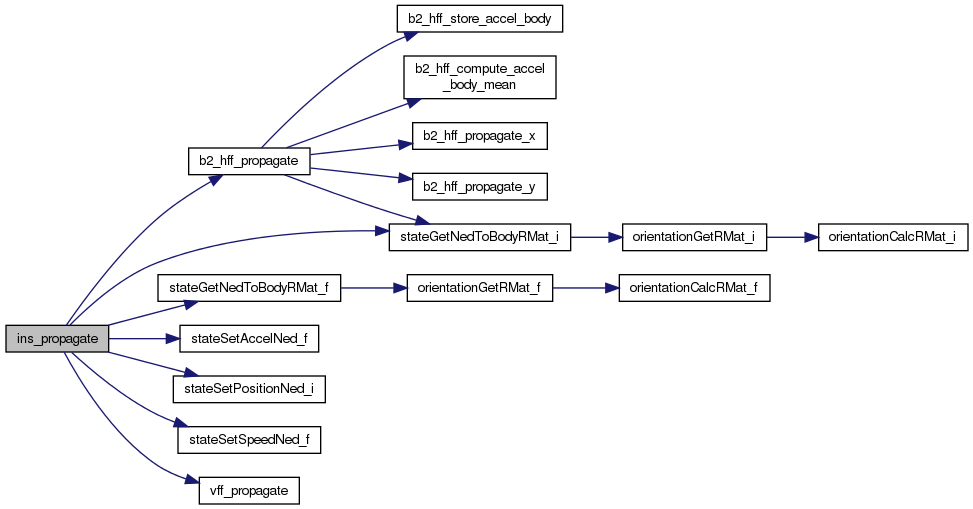 b2_hff_store_accel_body
b2_hff_compute_accel
_body_mean
b2_hff_propagate_x
b2_hff_propagate
b2_hff_propagate_y
stateGetNedToBodyRMat_i
orientationGetRMat_i
orientationCalcRMat_i
stateGetNedToBodyRMat_f
orientationGetRMat_f
orientationCalcRMat_f
ins_propagate
stateSetAccelNed_f
stateSetPositionNed_i
stateSetSpeedNed_f
vff_propagate